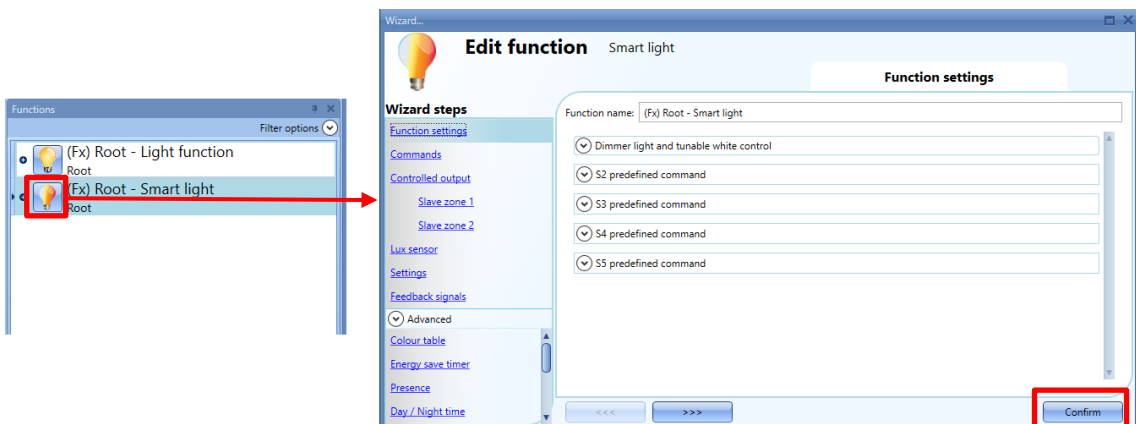 Functions
Filter options
(Fx) Root - Light function
Root
(Fx) Root - Smart light
Root
Wizard...
Edit function Smart light
Function settings
Wizard steps
Function settings
Commands
Controlled output
Slave zone 1
Slave zone 2
Lux sensor
Settings
Feedback signals
Advanced
Colour table
Energy save timer
Presence
Day / Night time
Function name: (Fx) Root - Smart light
Dimmer light and tunable white control
S2 predefined command
S3 predefined command
S4 predefined command
S5 predefined command
<<< >>> Confirm